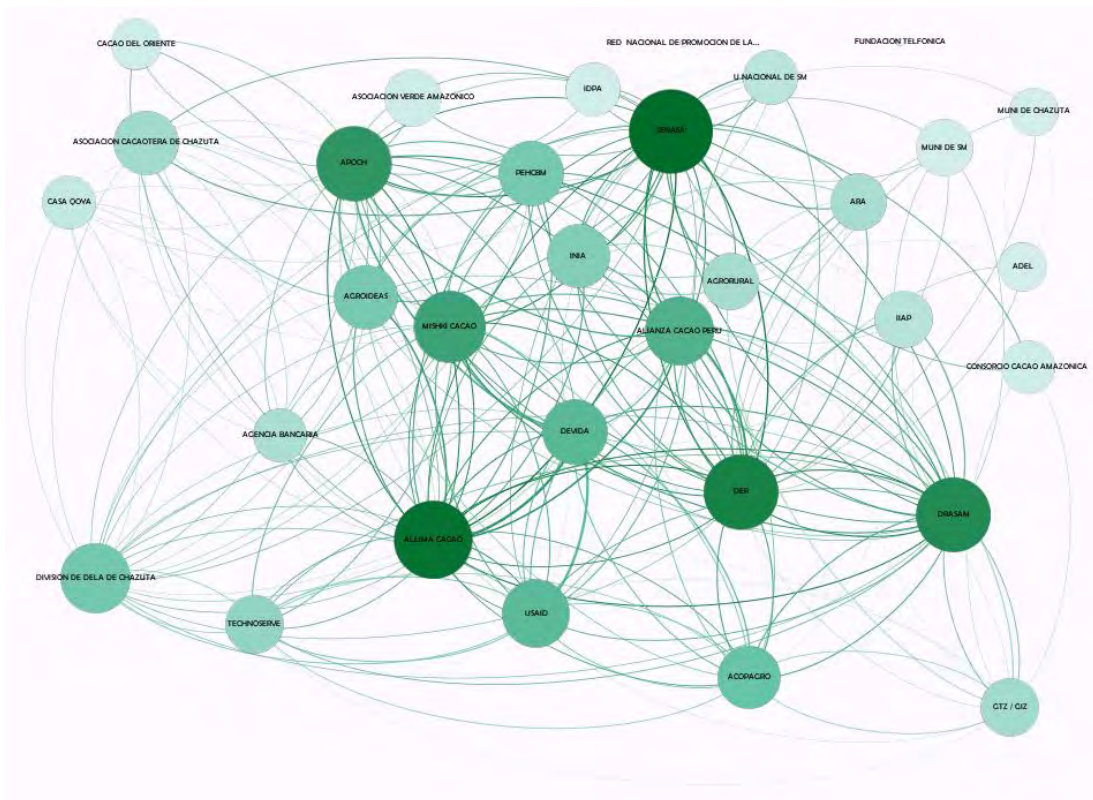 RED NACIONAL DE PROMOCION DE LA...
FUNDACION TELFONICA
CACAO DEL ORIENTE
U.NACIONAL DE SM
IDPA
ASOCIACION VERDE AMAZONICO
MUNI DE CHAZUTA
SENASA
ASOCIACION CACAOTERA DE CHAZUTA
MUNI DE SM
APOCH
PEHCBM
CASA QOYA
ARA
INIA
ADEL
AGRORURAL
AGROIDEAS
IIAP
MISHKI CACAO
ALIANZA CACAO PERU
CONSORCIO CACAO AMAZONICA
DEVIDA
AGENCIA BANCARIA
DER
DRASAM
ALLIMA CACAO
DIVISION DE DELA DE CHAZUTA
USAID
TECHNOSERVE
ACOPAGRO
GTZ / GIZ